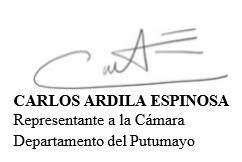 CARLOS ARDILA ESPINOSA
Representante a la Cámara
Departamento del Putumayo